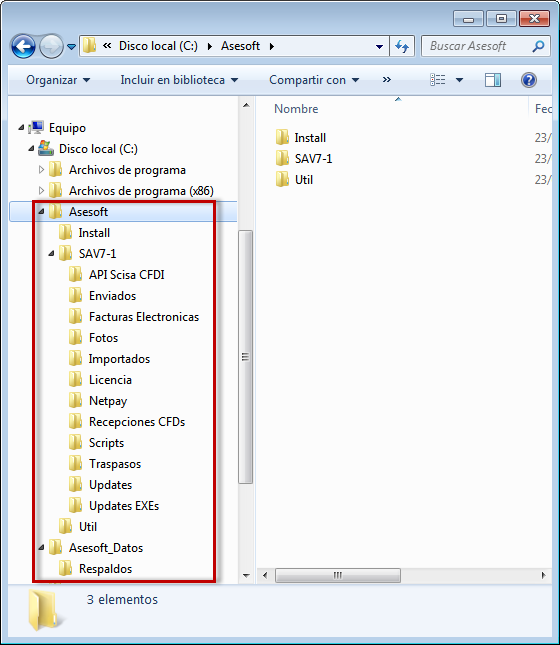 « Disco local (C:) Asesoft
Buscar Asesoft
Organizar Incluir en biblioteca Compartir con »
Equipo
Disco local (C:)
Archivos de programa
Archivos de programa (x86)
Asesoft
Install
SAV7-1
API Scisa CFDI
Enviados
Facturas Electronicas
Fotos
Importados
Licencia
Netpay
Recepciones CFDs
Scripts
Traspasos
Updates
Updates EXEs
Util
Asesoft_Datos
Respaldos
Nombre Fec
Install 23/
SAV7-1 23/
Util 23/
3 elementos